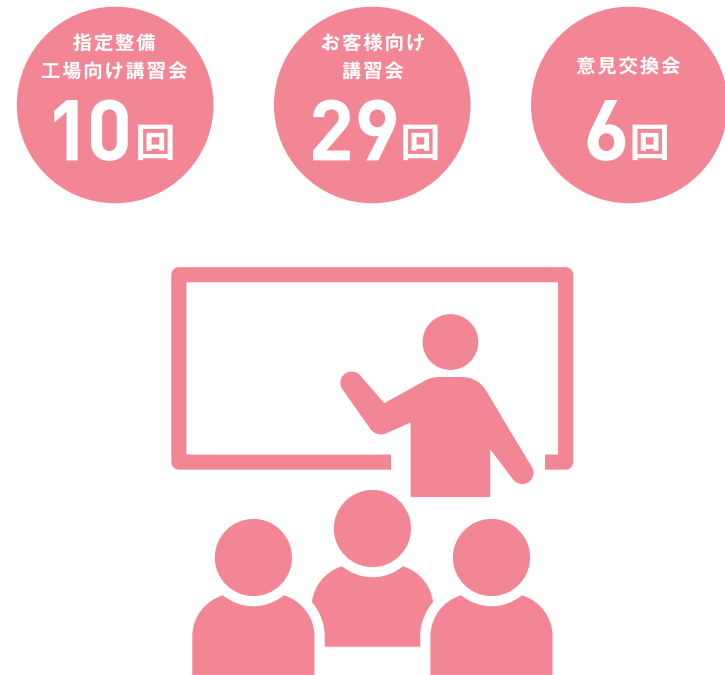 指定整備
工場向け講習会
10回
お客様向け
講習会
29回
意見交換会
6回